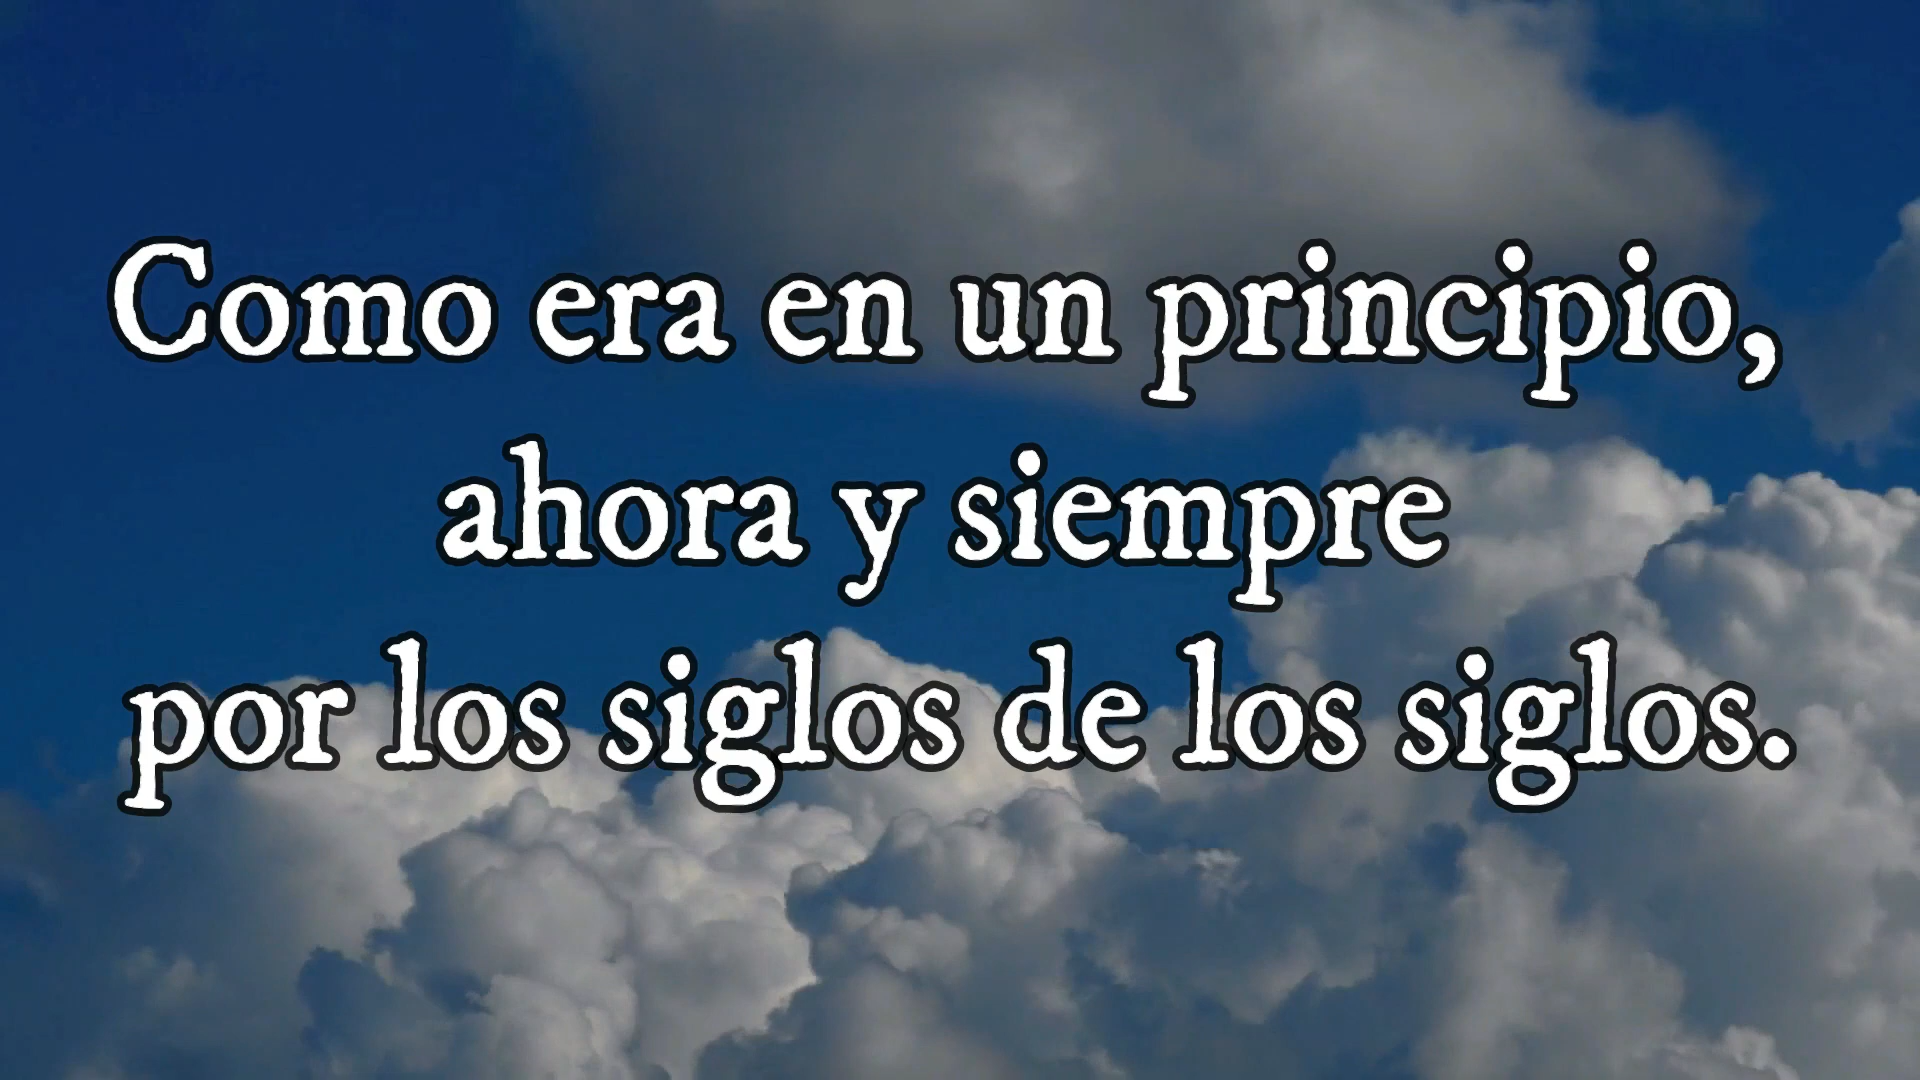 Como era en un principio,
ahora y siempre
por los siglos de los siglos.